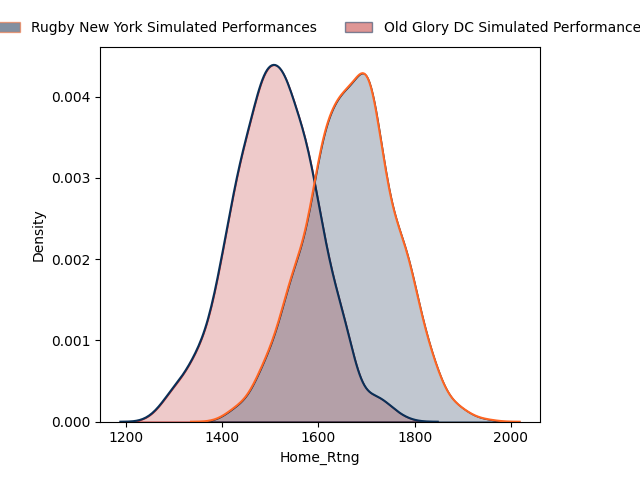 Rugby New York Simulated Performances
Old Glory DC Simulated Performance
Density
0.004
0.003
0.002
0.001
0.000
1200 1400 1600 1800 2000
Home_Rtng